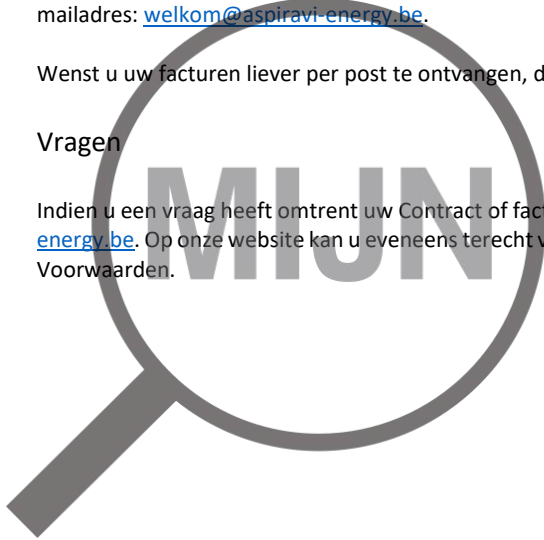 mailadres: welkom@aspiravi-energy.be.
Wenst u uw facturen liever per post te ontvangen, d
Vragen
Indien u een vraag heeft omtrent uw Contract of fact
energy.be. Op onze website kan u eveneens terecht v
Voorwaarden.
MIJN